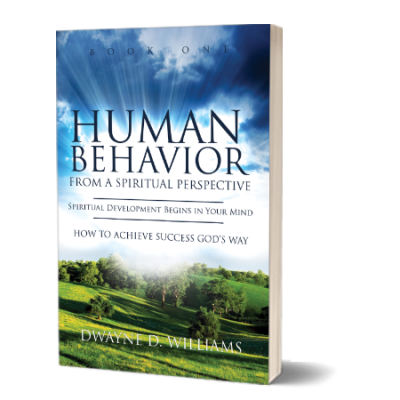 BOOK ONE
HUMAN
BEHAVIOR
FROM A SPIRITUAL PERSPECTIVE
SPIRITUAL DEVELOPMENT BEGINS IN YOUR MIND
HOW TO ACHIEVE SUCCESS GOD'S WAY
DWAYNE D. WILLIAMS